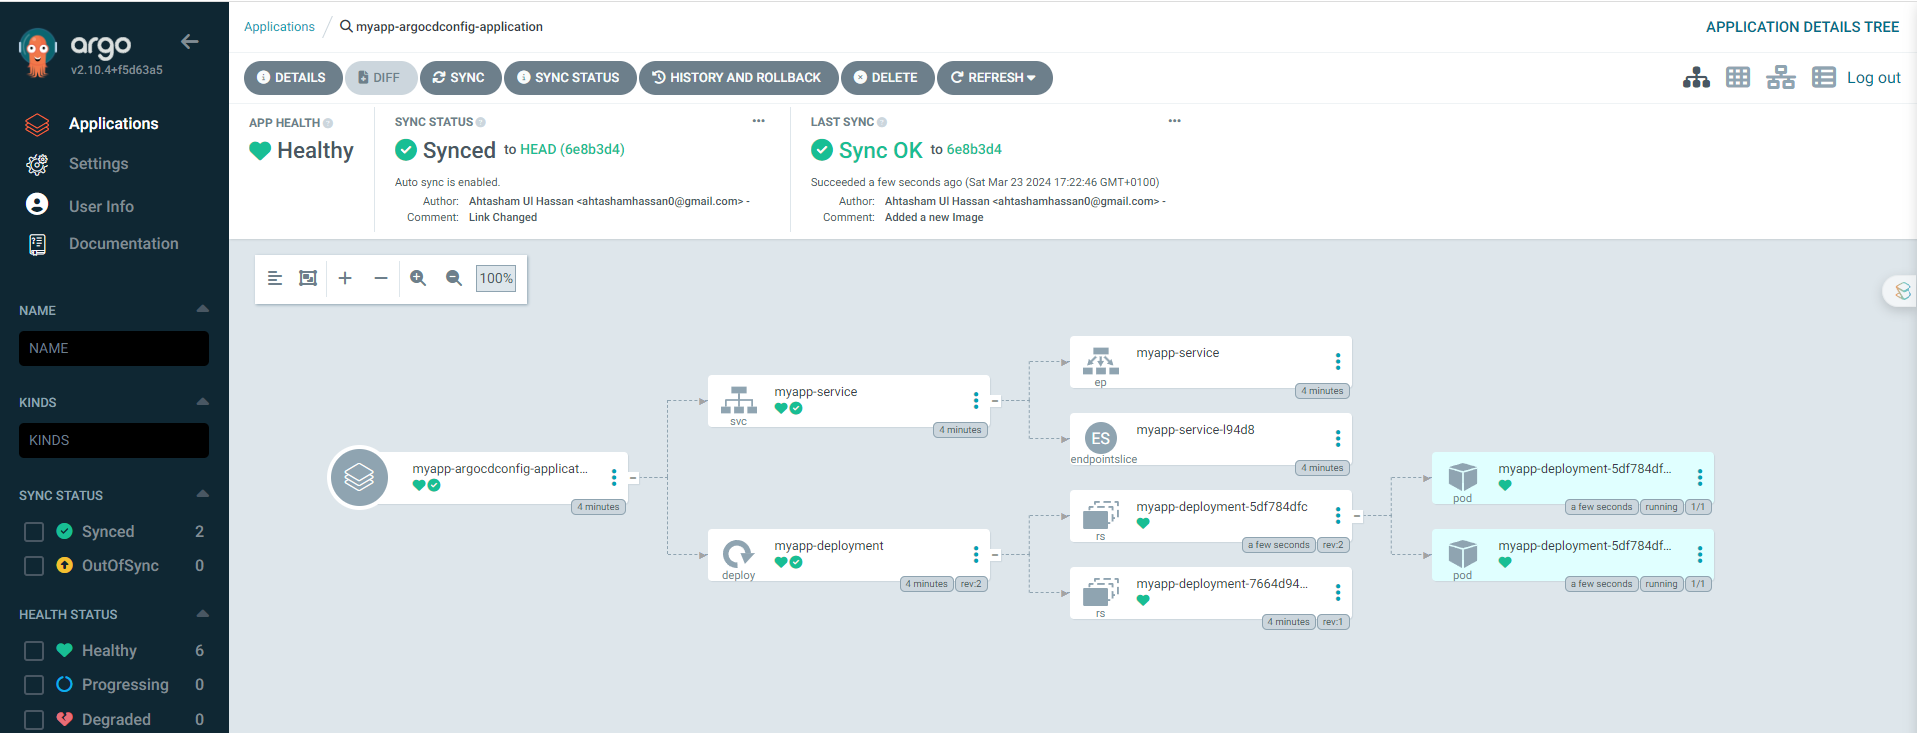 argo
v2.10.4+f5d63a5
Applications
Settings
User Info
Documentation
NAME
NAME
KINDS
KINDS
SYNC STATUS
Synced 2
OutOfSync 0
HEALTH STATUS
Healthy 6
Progressing 0
Degraded 0
Applications / myapp-argocdconfig-application
APPLICATION DETAILS TREE
DETAILS DIFF SYNC SYNC STATUS HISTORY AND ROLLBACK DELETE REFRESH
Log out
APP HEALTH
Healthy
SYNC STATUS
Synced to HEAD (6e8b3d4)
Auto sync is enabled.
Author: Ahtasham Ul Hassan <ahtashamhassan0@gmail.com> -
Comment: Link Changed
LAST SYNC
Sync OK to 6e8b3d4
Succeeded a few seconds ago (Sat Mar 23 2024 17:22:46 GMT+0100)
Author: Ahtasham Ul Hassan <ahtashamhassan0@gmail.com> -
Comment: Added a new Image
100%
myapp-argocdconfig-applicat...
4 minutes
myapp-service
svc
4 minutes
myapp-deployment
deploy
4 minutes rev:2
myapp-service
ep
4 minutes
ES
myapp-service-l94d8
endpointslice
4 minutes
myapp-deployment-5df784dfc
rs
a few seconds rev:2
myapp-deployment-7664d94...
rs
4 minutes rev:1
myapp-deployment-5df784df...
pod
a few seconds running 1/1
myapp-deployment-5df784df...
pod
a few seconds running 1/1